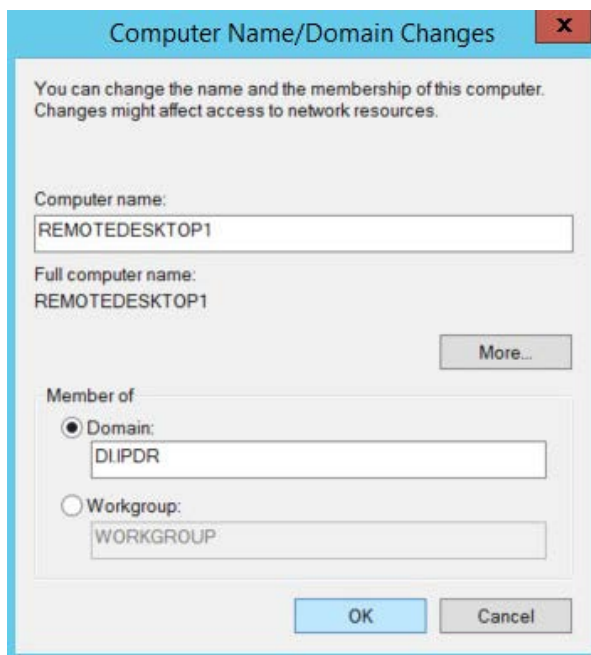 Computer Name/Domain Changes
x
You can change the name and the membership of this computer.
Changes might affect access to network resources.
Computer name:
REMOTEDESKTOP1
Full computer name:
REMOTEDESKTOP1
More...
Member of
Domain:
DI.IPDR
Workgroup:
WORKGROUP
OK Cancel